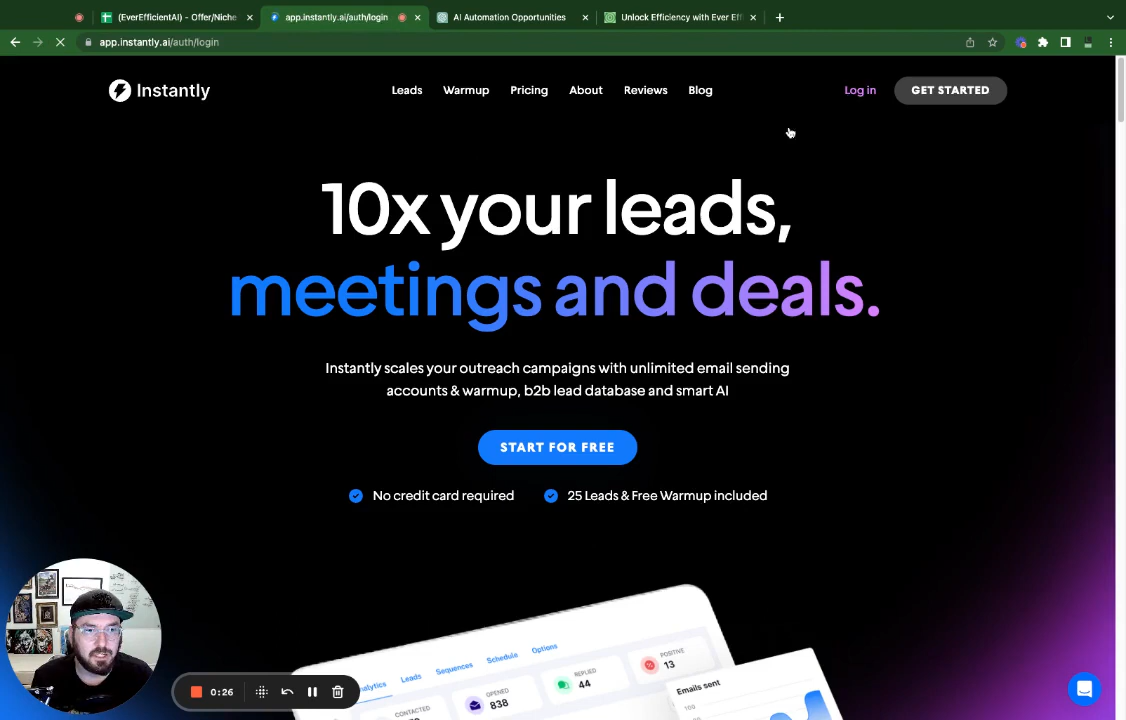 (EverEfficientAI) - Offer/Niche
app.instantly.ai/auth/login
AI Automation Opportunities
Unlock Efficiency with Ever Eff
app.instantly.ai/auth/login
Instantly
Leads
Warmup
Pricing
About
Reviews
Blog
Log in
GET STARTED
10x your leads,
meetings and deals.
Instantly scales your outreach campaigns with unlimited email sending
accounts & warmup, b2b lead database and smart AI
START FOR FREE
No credit card required
25 Leads & Free Warmup included
alytics
Leads
Sequences
Schedule
Options
CONTACTED
OPENED
838
REPLIED
44
POSITIVE
13
Emails sent
100
0:26